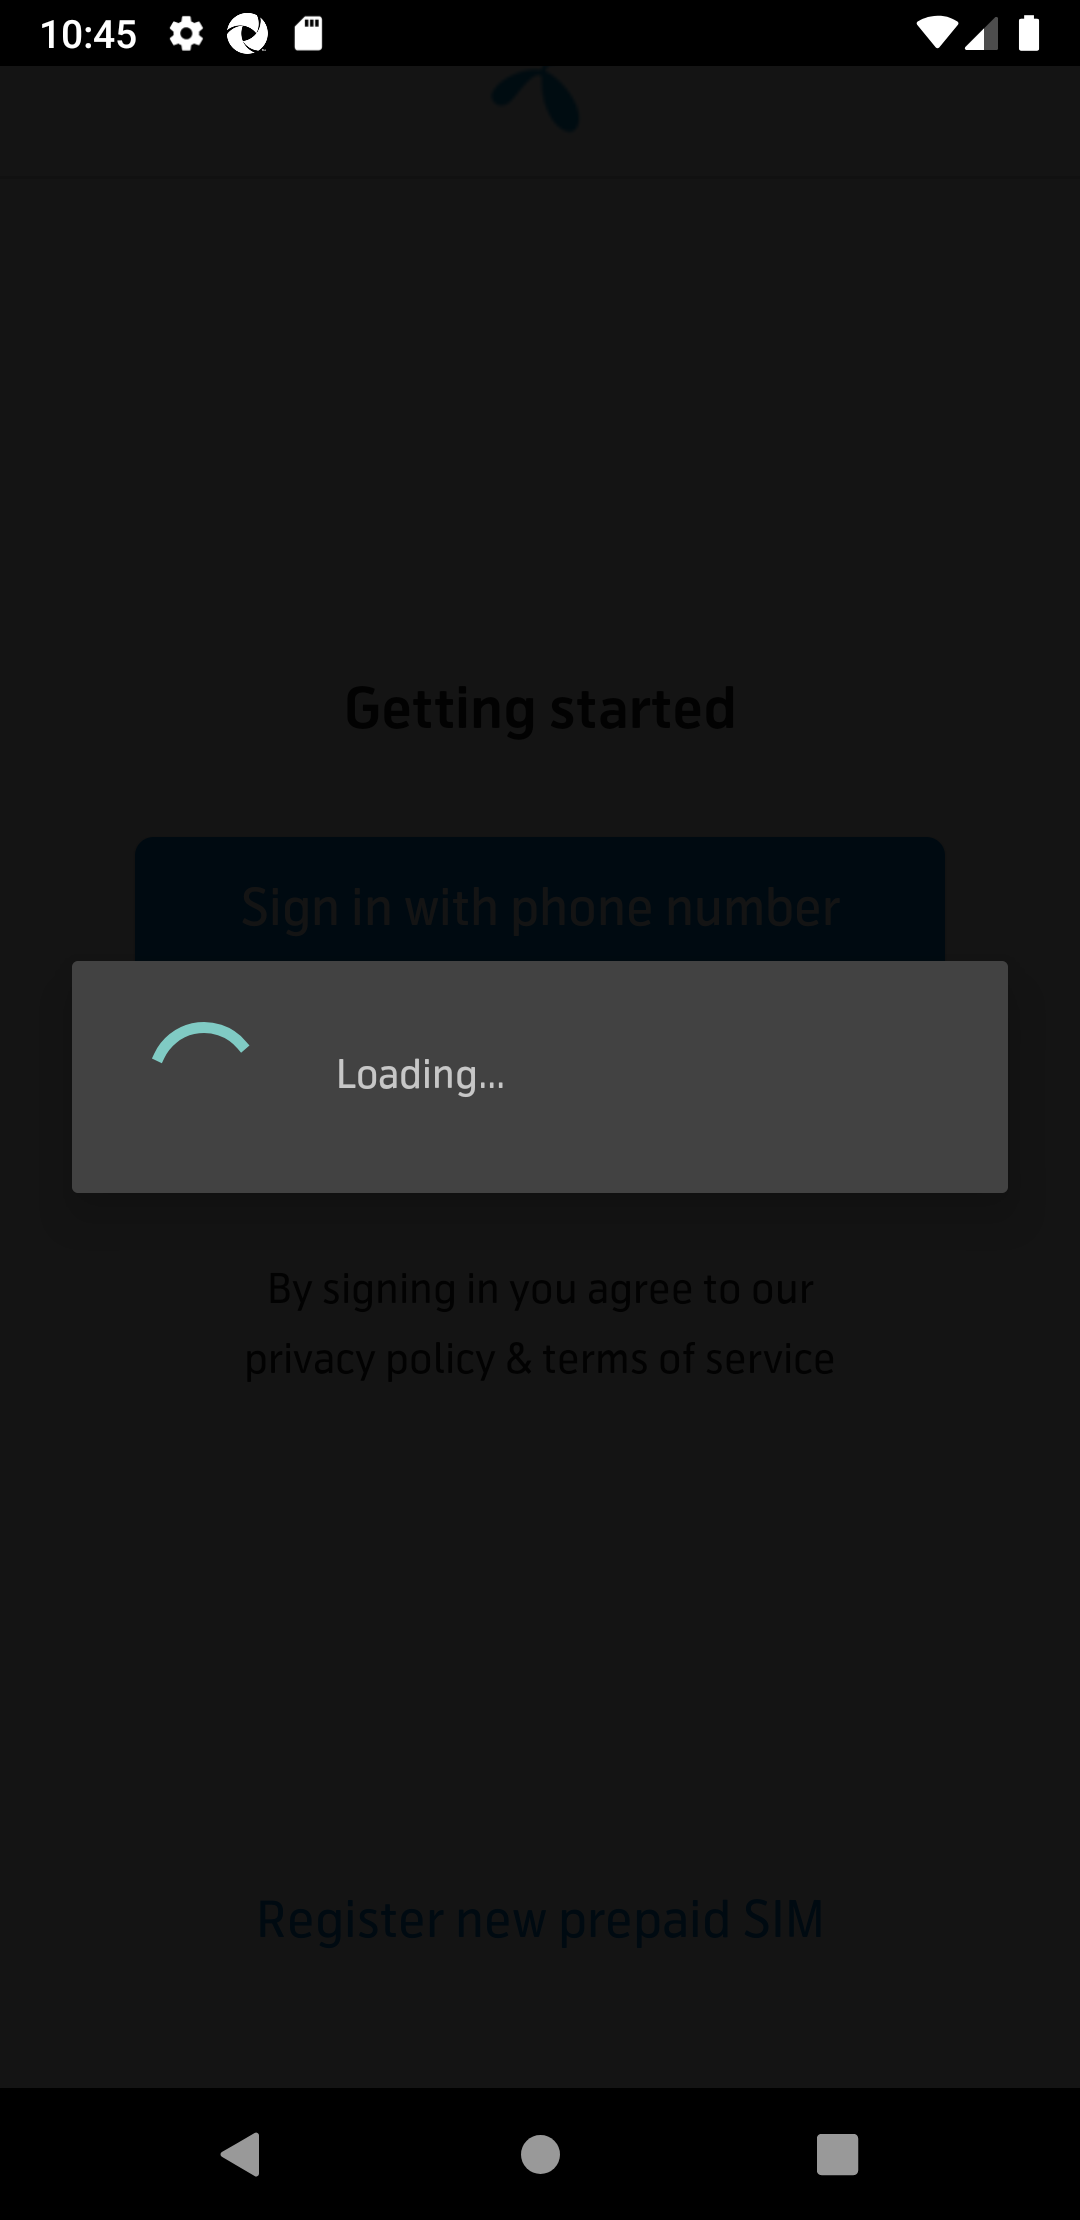 10:45
Getting started
Sign in with phone number
Loading...
By signing in you agree to our
privacy policy & terms of service
Register new prepaid SIM